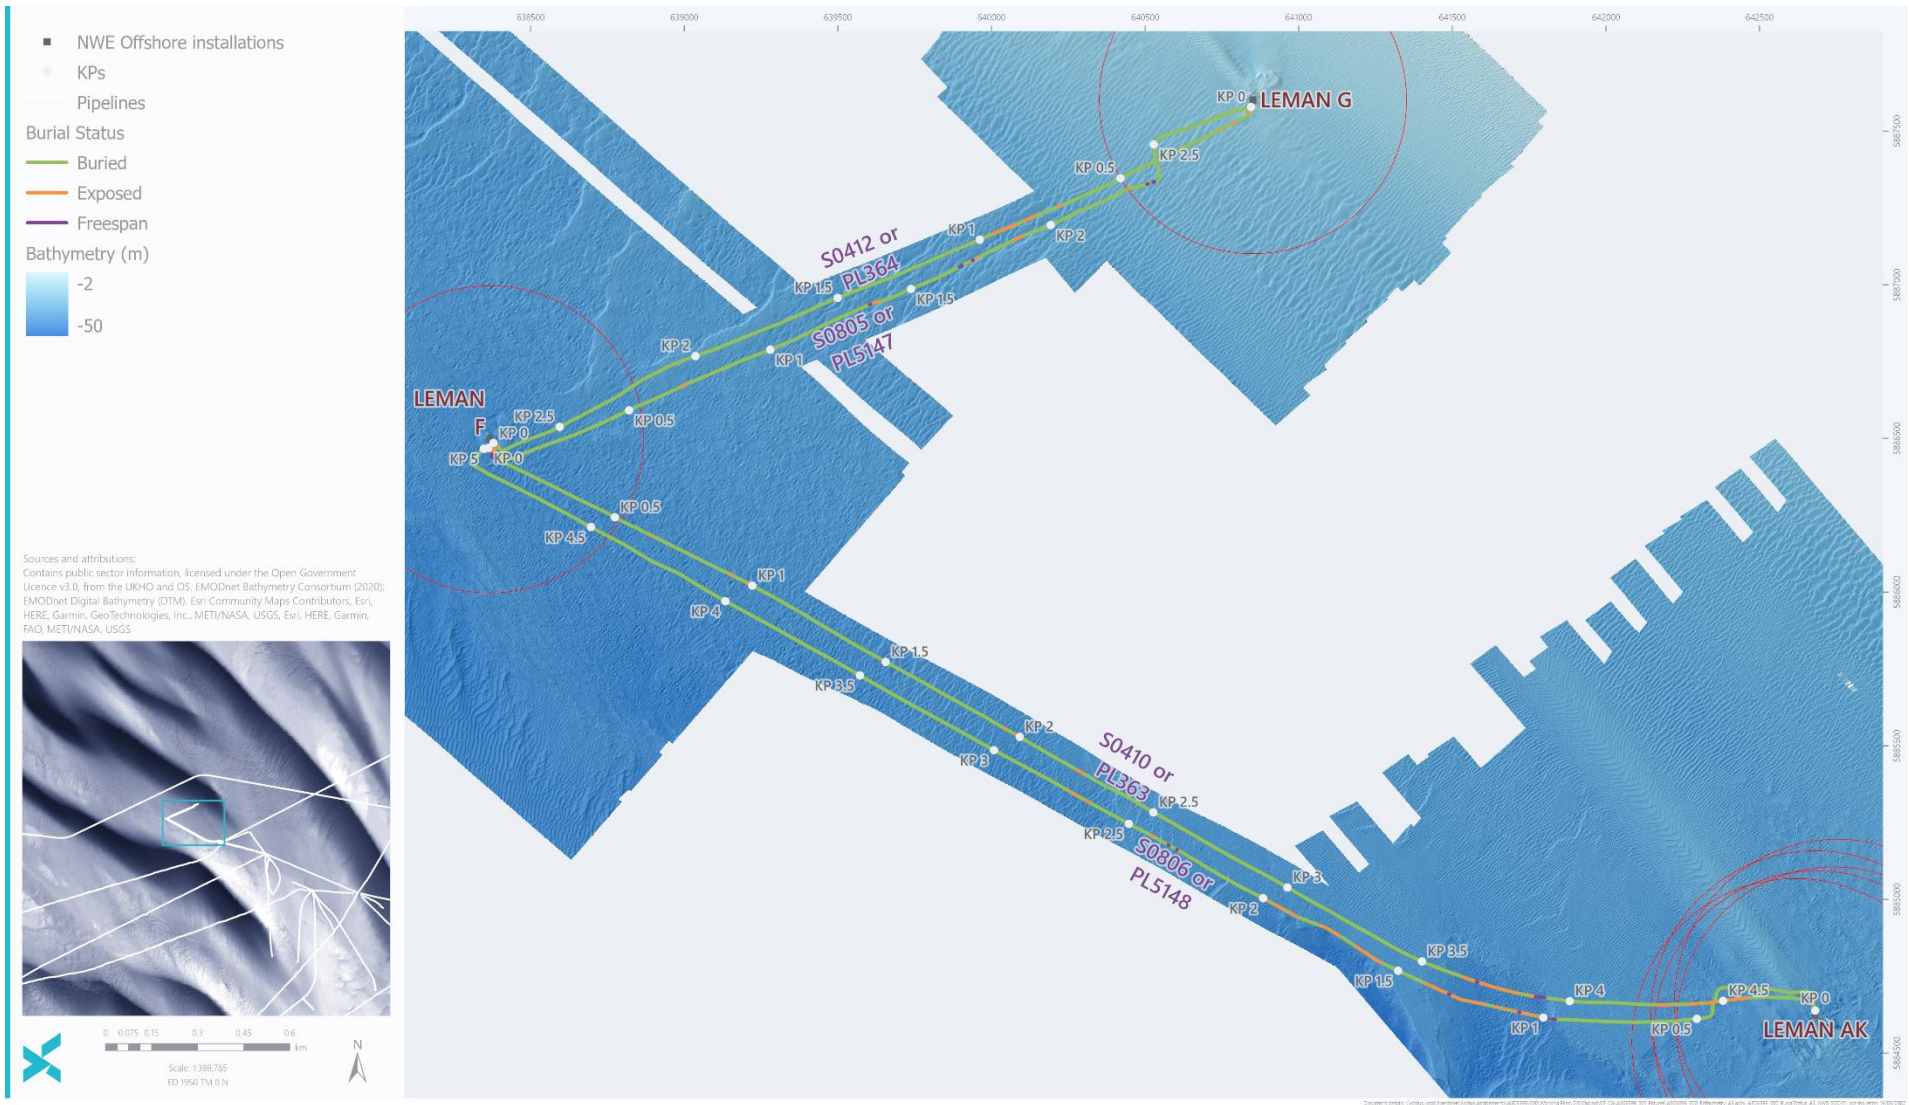 NWE Offshore installations
KPs
Pipelines
Burial Status
Buried
Exposed
Freespan
Bathymetry (m)
-2
-50
Sources and attributions:
Contains public sector information, licensed under the Open Government
Licence v3.0, from the UKHO and OS. EMODnet Bathymetry Consortium (2020):
EMODnet Digital Bathymetry (DTM). Esri Community Maps Contributors, Esri,
HERE, Garmin, GeoTechnologies, Inc., METI/NASA, USGS, Esri, HERE, Garmin,
FAO, METI/NASA, USGS
0 0.075 0.15 0.3 0.45 0.6
km
Scale: 1:389,785
ED 1950 TM 0 N
N
638500 639000 639500 640000 640500 641000 641500 642000 642500
5887500
5887000
5886500
5886000
5885500
5885000
5884500
KP 0
LEMAN G
KP 2.5
KP 0.5
KP 1
KP 2
S0412 or
PL364
KP 1.5
KP 1.5
S0805 or
PL5147
KP 2
KP 1
LEMAN
F
KP 2.5
KP 0.5
KP 0
KP 5
KP 0
KP 0.5
KP 4.5
KP 1
KP 4
KP 1.5
KP 3.5
KP 2
KP 3
S0410 or
PL363
KP 2.5
KP 2.5
S0806 or
PL5148
KP 3
KP 2
KP 3.5
KP 1.5
KP 4
KP 1
KP 4.5
KP 0.5
KP 0
LEMAN AK